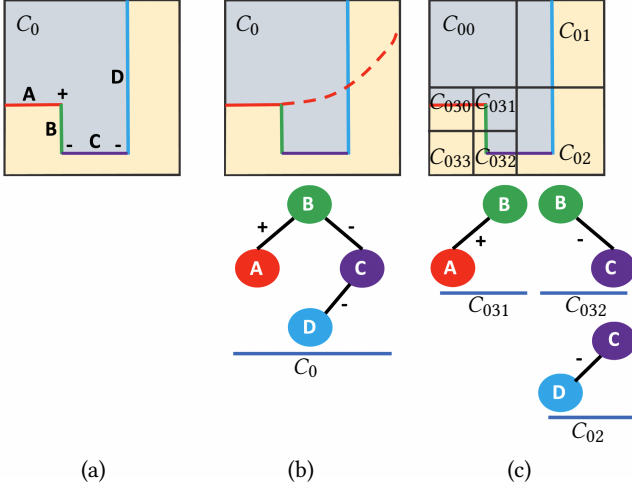 C0
A +
D
B
- C -
C0
B
+ -
A C
-
D
C0
C00
C01
C030 C031
C033 C032
C02
B B
+ -
A C
C031 C032
C
-
D
C02
(a) (b) (c)